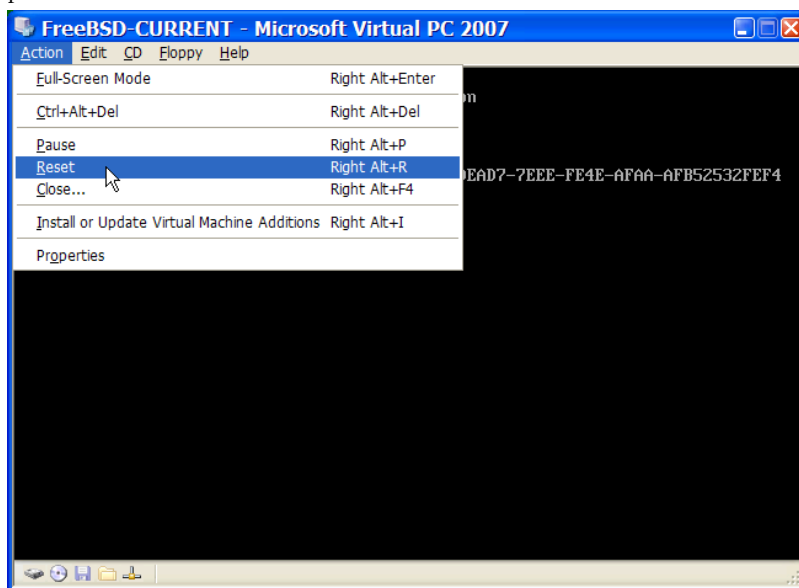 FreeBSD-CURRENT - Microsoft Virtual PC 2007
Action Edit CD Floppy Help
Full-Screen Mode Right Alt+Enter
Ctrl+Alt+Del Right Alt+Del
Pause Right Alt+P
Reset Right Alt+R
Close... Right Alt+F4
Install or Update Virtual Machine Additions Right Alt+I
Properties
on
EAD7-7EEE-FE4E-AFAA-AFB52532FEF4